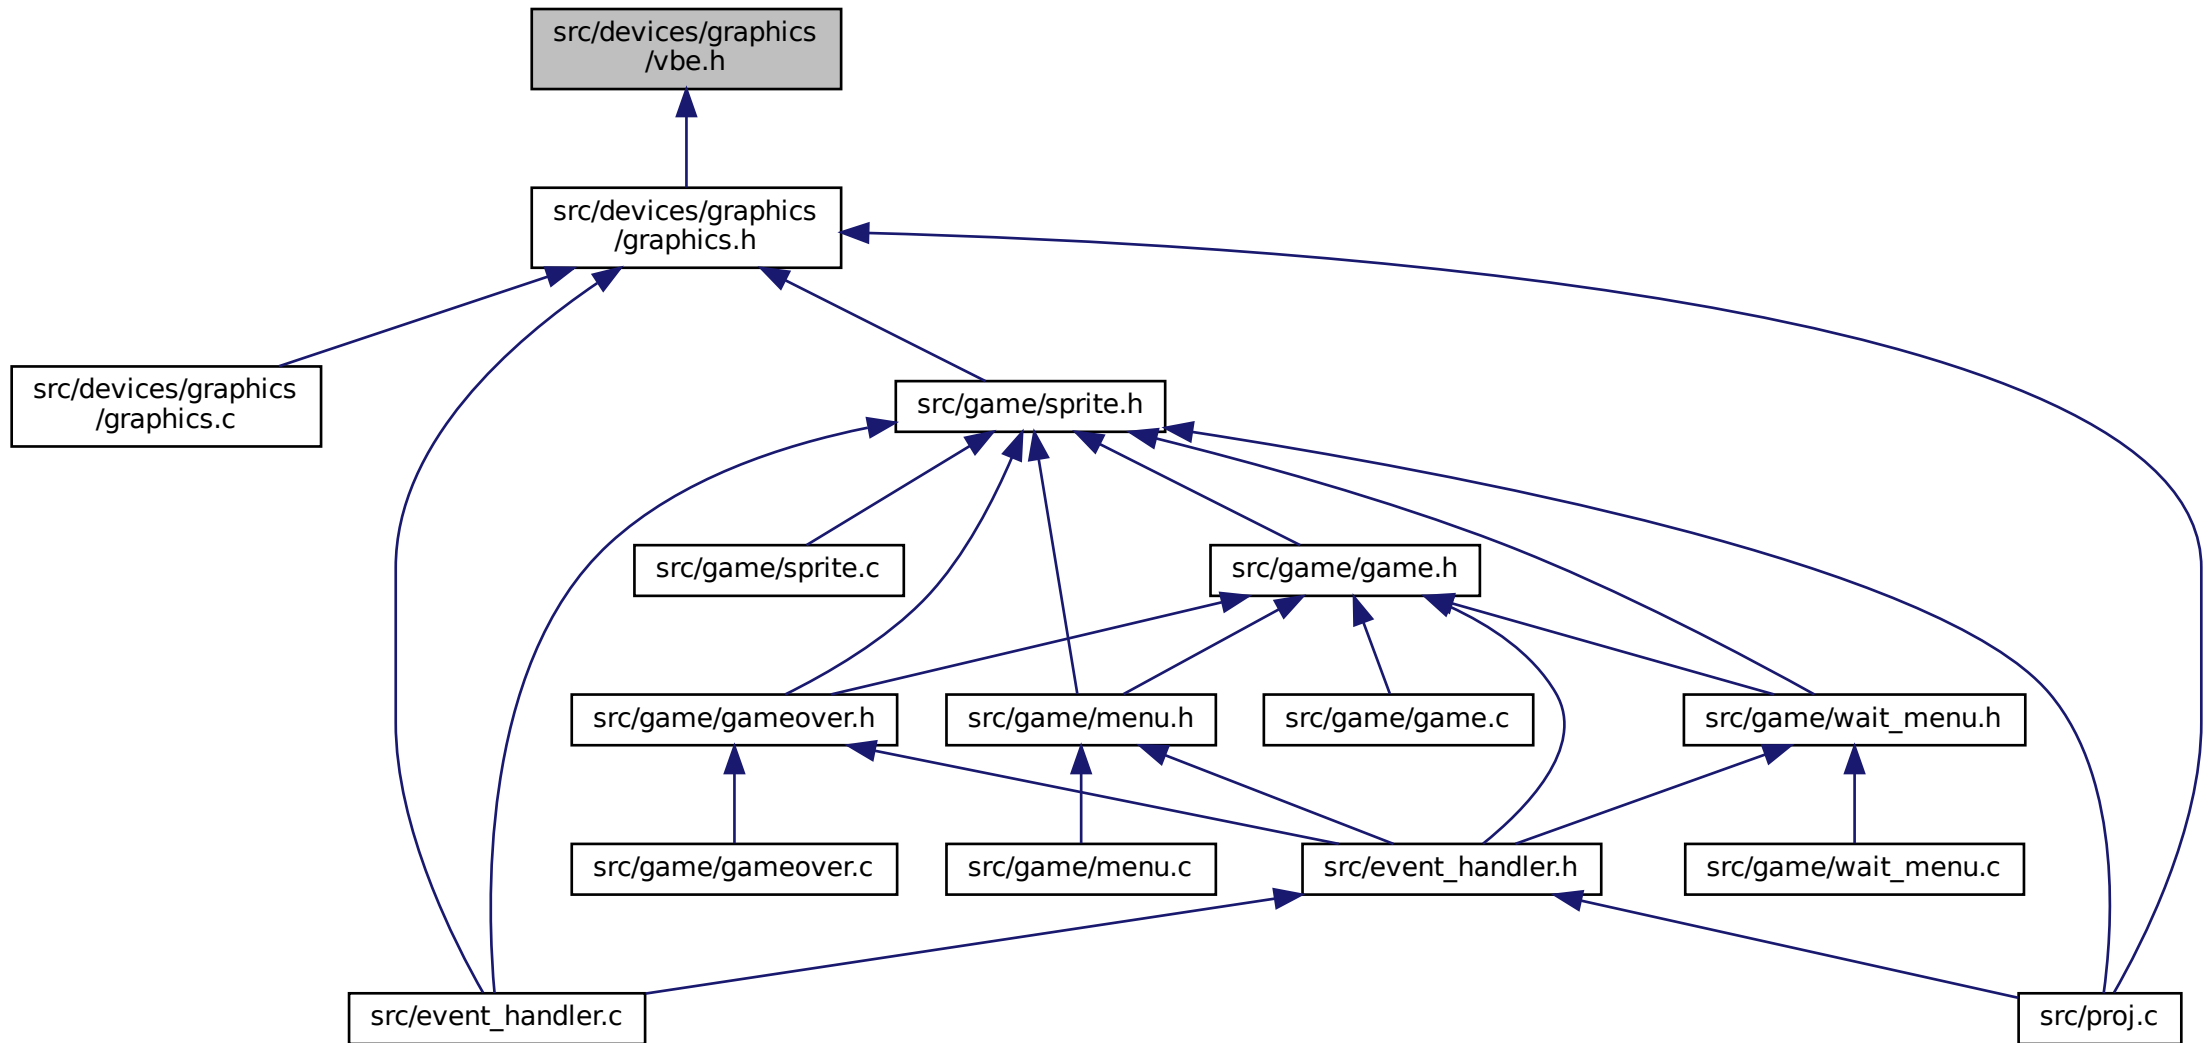 src/devices/graphics
/vbe.h
src/devices/graphics
/graphics.h
src/devices/graphics
/graphics.c
src/game/sprite.h
src/game/sprite.c
src/game/game.h
src/game/gameover.h
src/game/menu.h
src/game/game.c
src/game/wait_menu.h
src/game/gameover.c
src/game/menu.c
src/event_handler.h
src/game/wait_menu.c
src/event_handler.c
src/proj.c